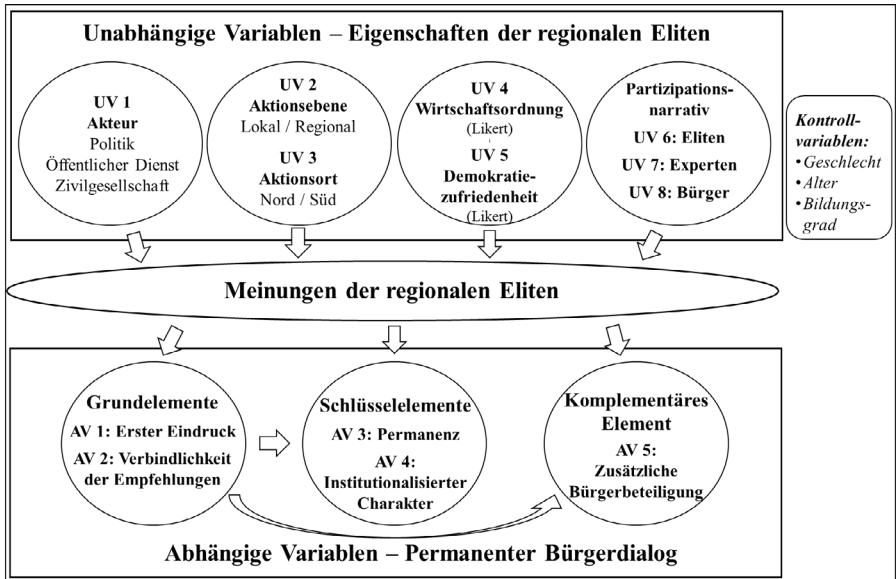 Unabhängige Variablen – Eigenschaften der regionalen Eliten
UV 1
Akteur
Politik
Öffentlicher Dienst
Zivilgesellschaft
UV 2
Aktionsebene
Lokal / Regional
UV 3
Aktionsort
Nord / Süd
UV 4
Wirtschaftsordnung
(Likert)
UV 5
Demokratie-
zufriedenheit
(Likert)
Partizipations-
narrativ
UV 6: Eliten
UV 7: Experten
UV 8: Bürger
Kontroll-
variablen:
• Geschlecht
• Alter
• Bildungs-
grad
Meinungen der regionalen Eliten
Grundelemente
AV 1: Erster Eindruck
AV 2: Verbindlichkeit
der Empfehlungen
Schlüsselelemente
AV 3: Permanenz
AV 4:
Institutionalisierter
Charakter
Komplementäres
Element
AV 5:
Zusätzliche
Bürgerbeteiligung
Abhängige Variablen – Permanenter Bürgerdialog